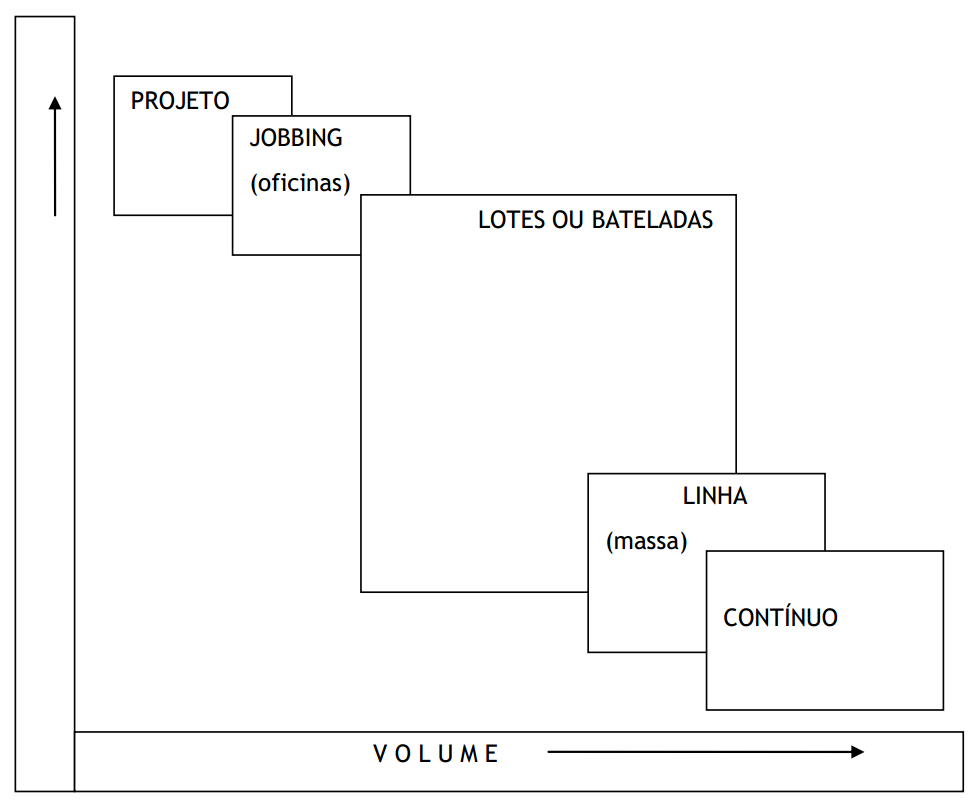 PROJETO
JOBBING
(oficinas)
LOTES OU BATELADAS
LINHA
(massa)
CONTÍNUO
V O L U M E